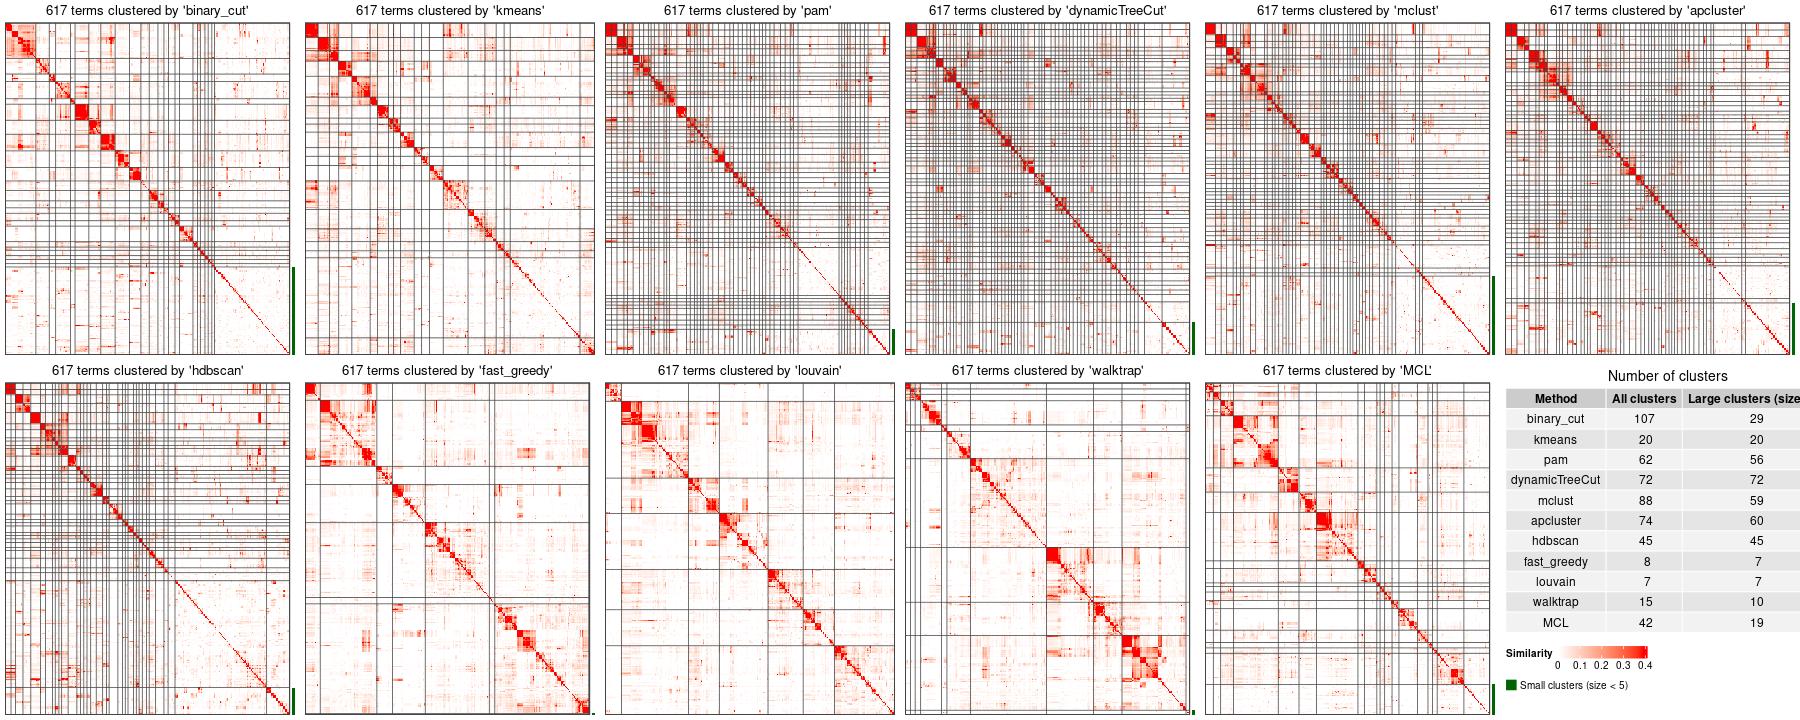 617 terms clustered by 'binary_cut'
617 terms clustered by 'kmeans'
617 terms clustered by 'pam'
617 terms clustered by 'dynamicTreeCut'
617 terms clustered by 'mclust'
617 terms clustered by 'apcluster'
617 terms clustered by 'hdbscan'
617 terms clustered by 'fast_greedy'
617 terms clustered by 'louvain'
617 terms clustered by 'walktrap'
617 terms clustered by 'MCL'
Number of clusters
Method All clusters Large clusters (size
binary_cut 107 29
kmeans 20 20
pam 62 56
dynamicTreeCut 72 72
mclust 88 59
apcluster 74 60
hdbscan 45 45
fast_greedy 8 7
louvain 7 7
walktrap 15 10
MCL 42 19
Similarity
0 0.1 0.2 0.3 0.4
Small clusters (size < 5)